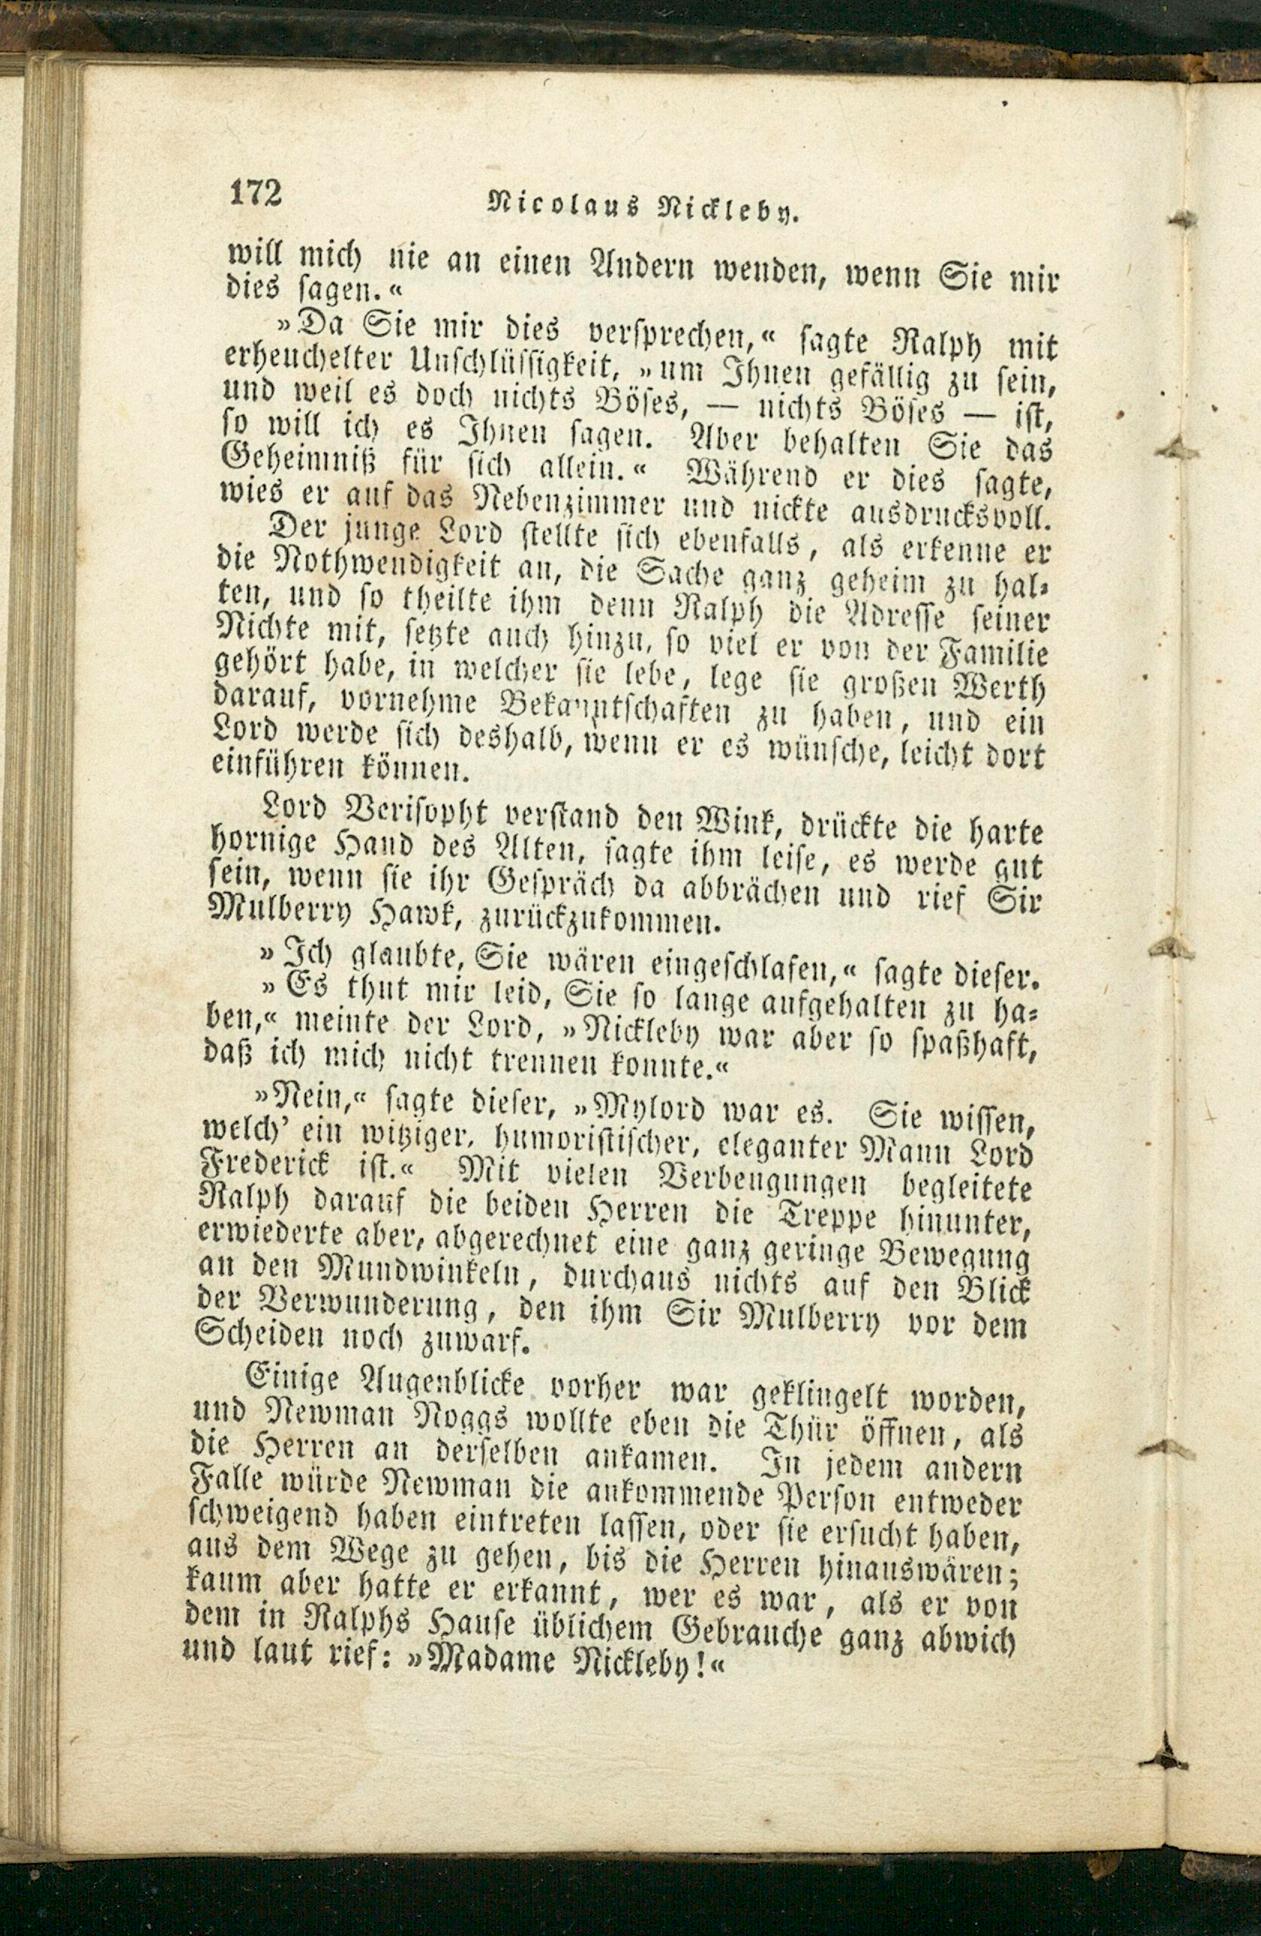 172
Nicolaus Nickleby.
will mich nie an einen Andern wenden, wenn Sie mir
dies sagen.«
»Da Sie mir dies versprechen,« sagte Ralph mit
erheuchelter Unschlüssigkeit, »um Ihnen gefällig zu sein,
und weil es doch nichts Böses, — nichts Böses — ist,
so will ich es Ihnen sagen. Aber behalten Sie das
Geheimniß für sich allein.« Während er dies sagte,
wies er auf das Nebenzimmer und nickte ausdrucksvoll.
Der junge Lord stellte sich ebenfalls, als erkenne er
die Nothwendigkeit an, die Sache ganz geheim zu hal-
ten, und so theilte ihm denn Ralph die Adresse seiner
Nichte mit, setzte auch hinzu, so viel er von der Familie
gehört habe, in welcher sie lebe, lege sie großen Werth
darauf, vornehme Bekanntschaften zu haben, und ein
Lord werde sich deshalb, wenn er es wünsche, leicht dort
einführen können.
Lord Verisopht verstand den Wink, drückte die harte
hornige Hand des Alten, sagte ihm leise, es werde gut
sein, wenn sie ihr Gespräch da abbrächen und rief Sir
Mulberry Hawk, zurückzukommen.
»Ich glaubte, Sie wären eingeschlafen,« sagte dieser.
»Es thut mir leid, Sie so lange aufgehalten zu ha-
ben,« meinte der Lord, »Nickleby war aber so spaßhaft,
daß ich mich nicht trennen konnte.«
»Nein,« sagte dieser, »Mylord war es. Sie wissen,
welch' ein witziger, humoristischer, eleganter Mann Lord
Frederick ist.« Mit vielen Verbeugungen begleitete
Ralph darauf die beiden Herren die Treppe hinunter,
erwiederte aber, abgerechnet eine ganz geringe Bewegung
an den Mundwinkeln, durchaus nichts auf den Blick
der Verwunderung, den ihm Sir Mulberry vor dem
Scheiden noch zuwarf.
Einige Augenblicke vorher war geklingelt worden,
und Newman Noggs wollte eben die Thür öffnen, als
die Herren an derselben ankamen. In jedem andern
Falle würde Newman die ankommende Person entweder
schweigend haben eintreten lassen, oder sie ersucht haben,
aus dem Wege zu gehen, bis die Herren hinauswären;
kaum aber hatte er erkannt, wer es war, als er von
dem in Ralphs Hause üblichem Gebrauche ganz abwich
und laut rief: »Madame Nickleby!«